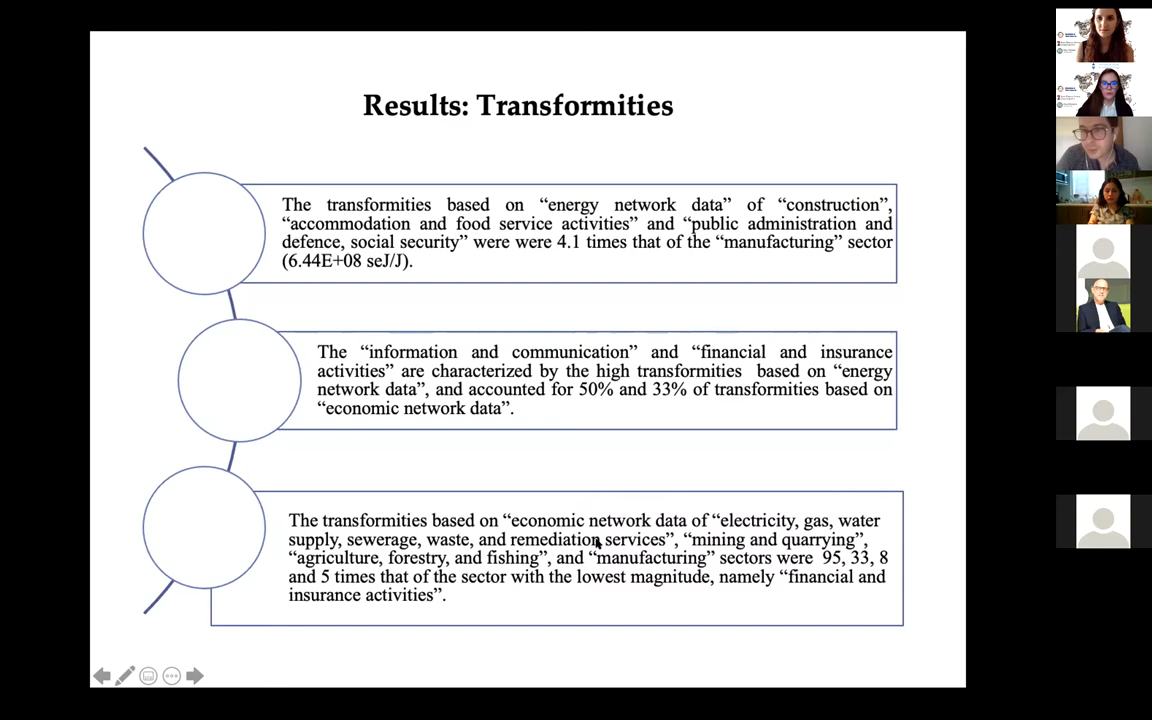 Results: Transformities
The transformities based on “energy network data” of “construction”,
“accommodation and food service activities” and “public administration and
defence, social security” were were 4.1 times that of the “manufacturing” sector
(6.44E+08 seJ/J).
The “information and communication” and “financial and insurance
activities” are characterized by the high transformities based on “energy
network data”, and accounted for 50% and 33% of transformities based on
“economic network data”.
The transformities based on “economic network data of “electricity, gas, water
supply, sewerage, waste, and remediation services”, “mining and quarrying”,
“agriculture, forestry, and fishing”, and “manufacturing” sectors were 95, 33, 8
and 5 times that of the sector with the lowest magnitude, namely “financial and
insurance activities”.